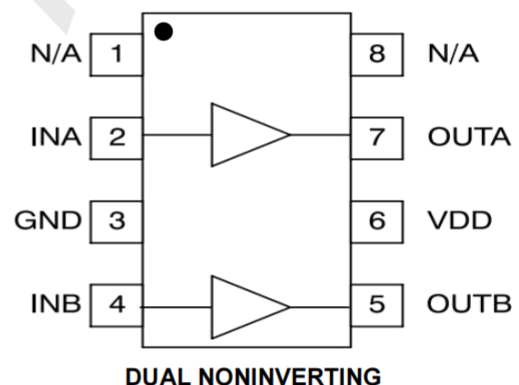 N/A 1 8 N/A
INA 2 7 OUTA
GND 3 6 VDD
INB 4 5 OUTB
DUAL NONINVERTING